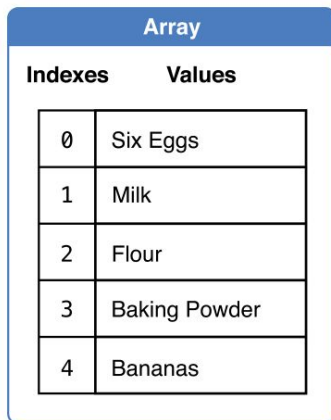 Array
Indexes Values
0 Six Eggs
1 Milk
2 Flour
3 Baking Powder
4 Bananas